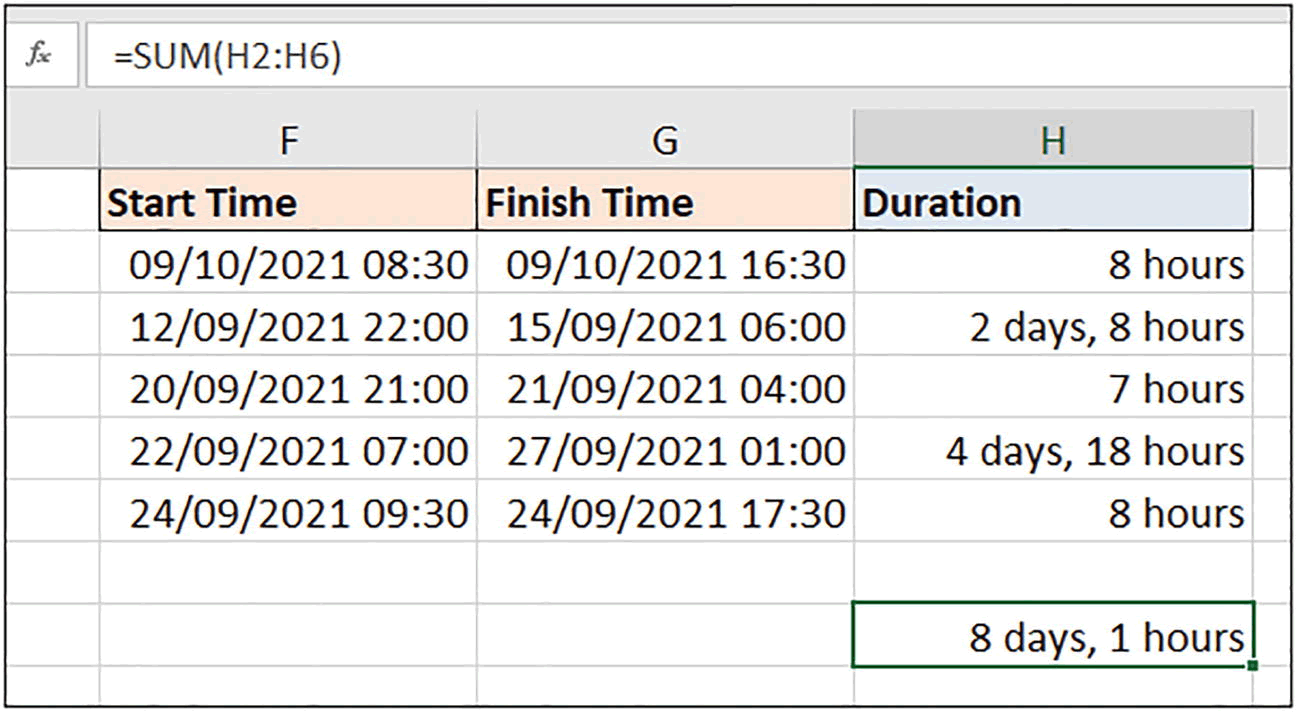 fx =SUM(H2:H6)
F G H
Start Time Finish Time Duration
09/10/2021 08:30 09/10/2021 16:30 8 hours
12/09/2021 22:00 15/09/2021 06:00 2 days, 8 hours
20/09/2021 21:00 21/09/2021 04:00 7 hours
22/09/2021 07:00 27/09/2021 01:00 4 days, 18 hours
24/09/2021 09:30 24/09/2021 17:30 8 hours
8 days, 1 hours